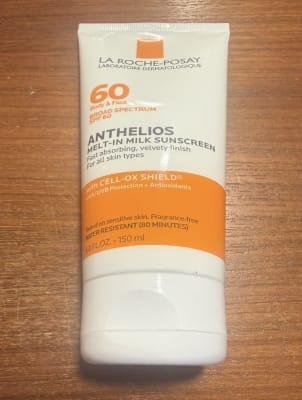 LA ROCHE-POSAY
LABORATOIRE DERMATOLOGIQUE
60
Body & Face
BROAD SPECTRUM
SPF 60
ANTHELIOS
MELT-IN MILK SUNSCREEN
Fast absorbing, velvety finish
For all skin types
with CELL-OX SHIELD®
UVA/UVB Protection + Antioxidants
Tested on sensitive skin. Fragrance-free
WATER RESISTANT (80 MINUTES)
FL.OZ. - 150 ml